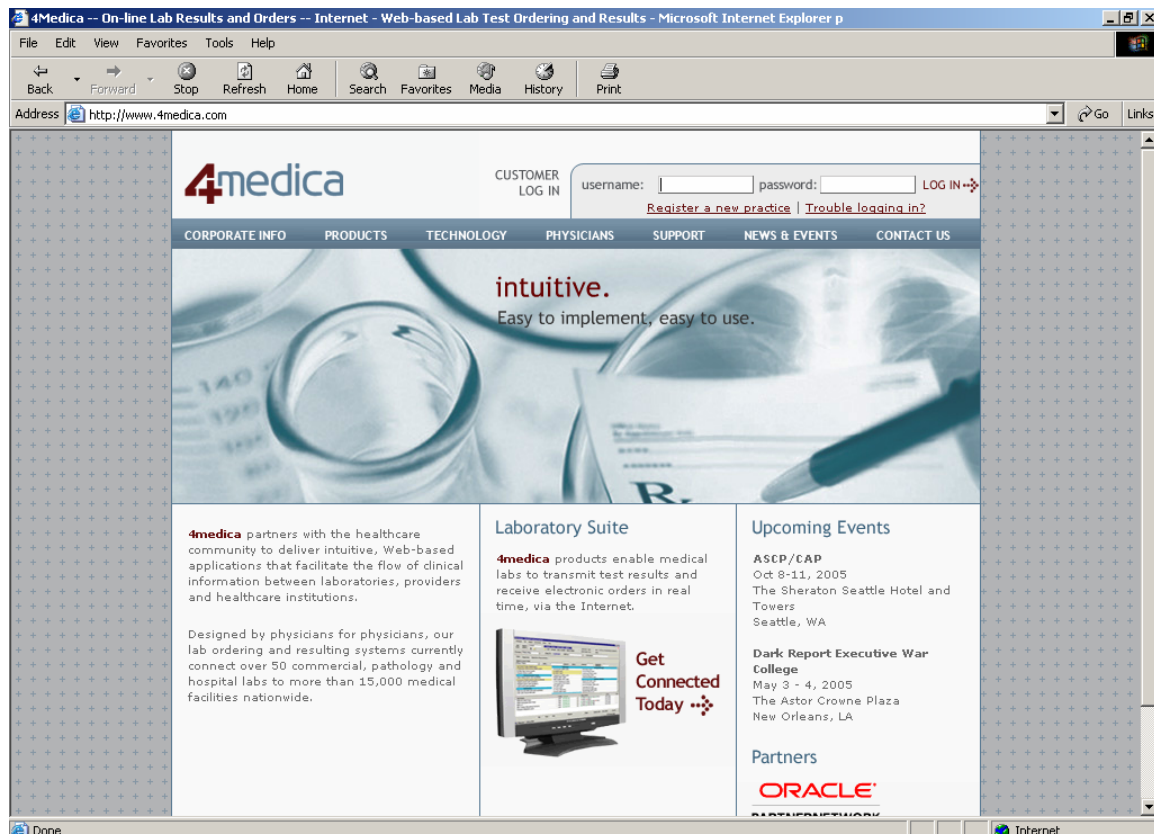 4Medica -- On-line Lab Results and Orders -- Internet - Web-based Lab Test Ordering and Results - Microsoft Internet Explorer p
File Edit View Favorites Tools Help
Back Forward Stop Refresh Home Search Favorites Media History Print
Address http://www.4medica.com Go Links
4medica
CUSTOMER
LOG IN
username: password: LOG IN
Register a new practice | Trouble logging in?
CORPORATE INFO PRODUCTS TECHNOLOGY PHYSICIANS SUPPORT NEWS & EVENTS CONTACT US
intuitive.
Easy to implement, easy to use.
140
Rx
4medica partners with the healthcare
community to deliver intuitive, Web-based
applications that facilitate the flow of clinical
information between laboratories, providers
and healthcare institutions.
Designed by physicians for physicians, our
lab ordering and resulting systems currently
connect over 50 commercial, pathology and
hospital labs to more than 15,000 medical
facilities nationwide.
Laboratory Suite
4medica products enable medical
labs to transmit test results and
receive electronic orders in real
time, via the Internet.
Get
Connected
Today
Upcoming Events
ASCP/CAP
Oct 8-11, 2005
The Sheraton Seattle Hotel and
Towers
Seattle, WA
Dark Report Executive War
College
May 3 - 4, 2005
The Astor Crowne Plaza
New Orleans, LA
Partners
ORACLE
PARTNERNETWORK
Done Internet